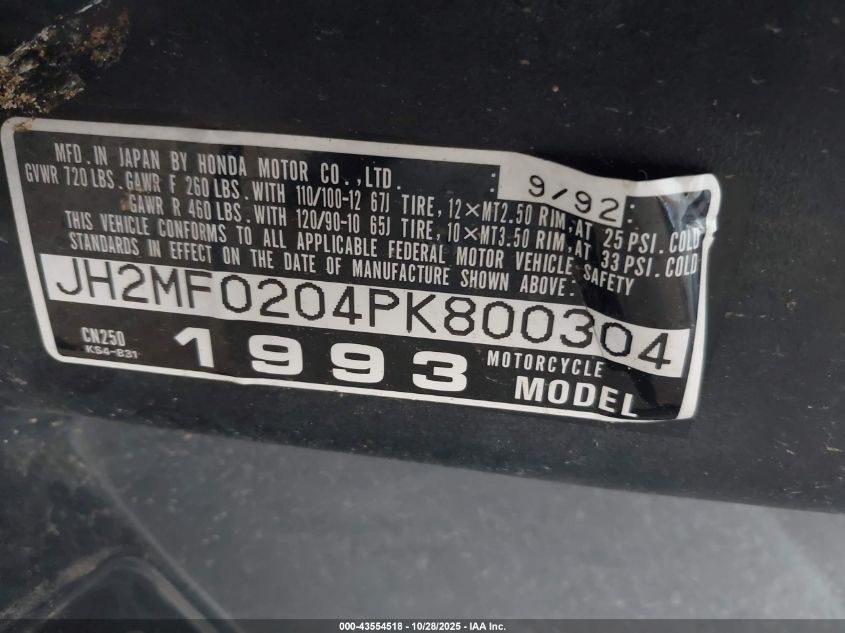 MFD. IN JAPAN BY HONDA MOTOR CO., LTD. : 9/92:
GVWR 720 LBS. GAWR F 260 LBS. WITH 110/100-12 67J TIRE, 12×MT2.50 RIM, AT 25 PSI. COLD
GAWR R 460 LBS. WITH 120/90-10 65J TIRE, 10×MT3.50 RIM, AT 33 PSI. COLD
THIS VEHICLE CONFORMS TO ALL APPLICABLE FEDERAL MOTOR VEHICLE SAFETY
STANDARDS IN EFFECT ON THE DATE OF MANUFACTURE SHOWN ABOVE:
JH2MF0204PK800304
CN250
KS4-B31
1993
MOTORCYCLE
MODEL
000-43554518 - 10/28/2025 - IAA Inc.